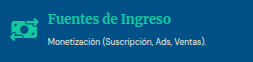 Fuentes de Ingreso
Monetización (Suscripción, Ads, Ventas).